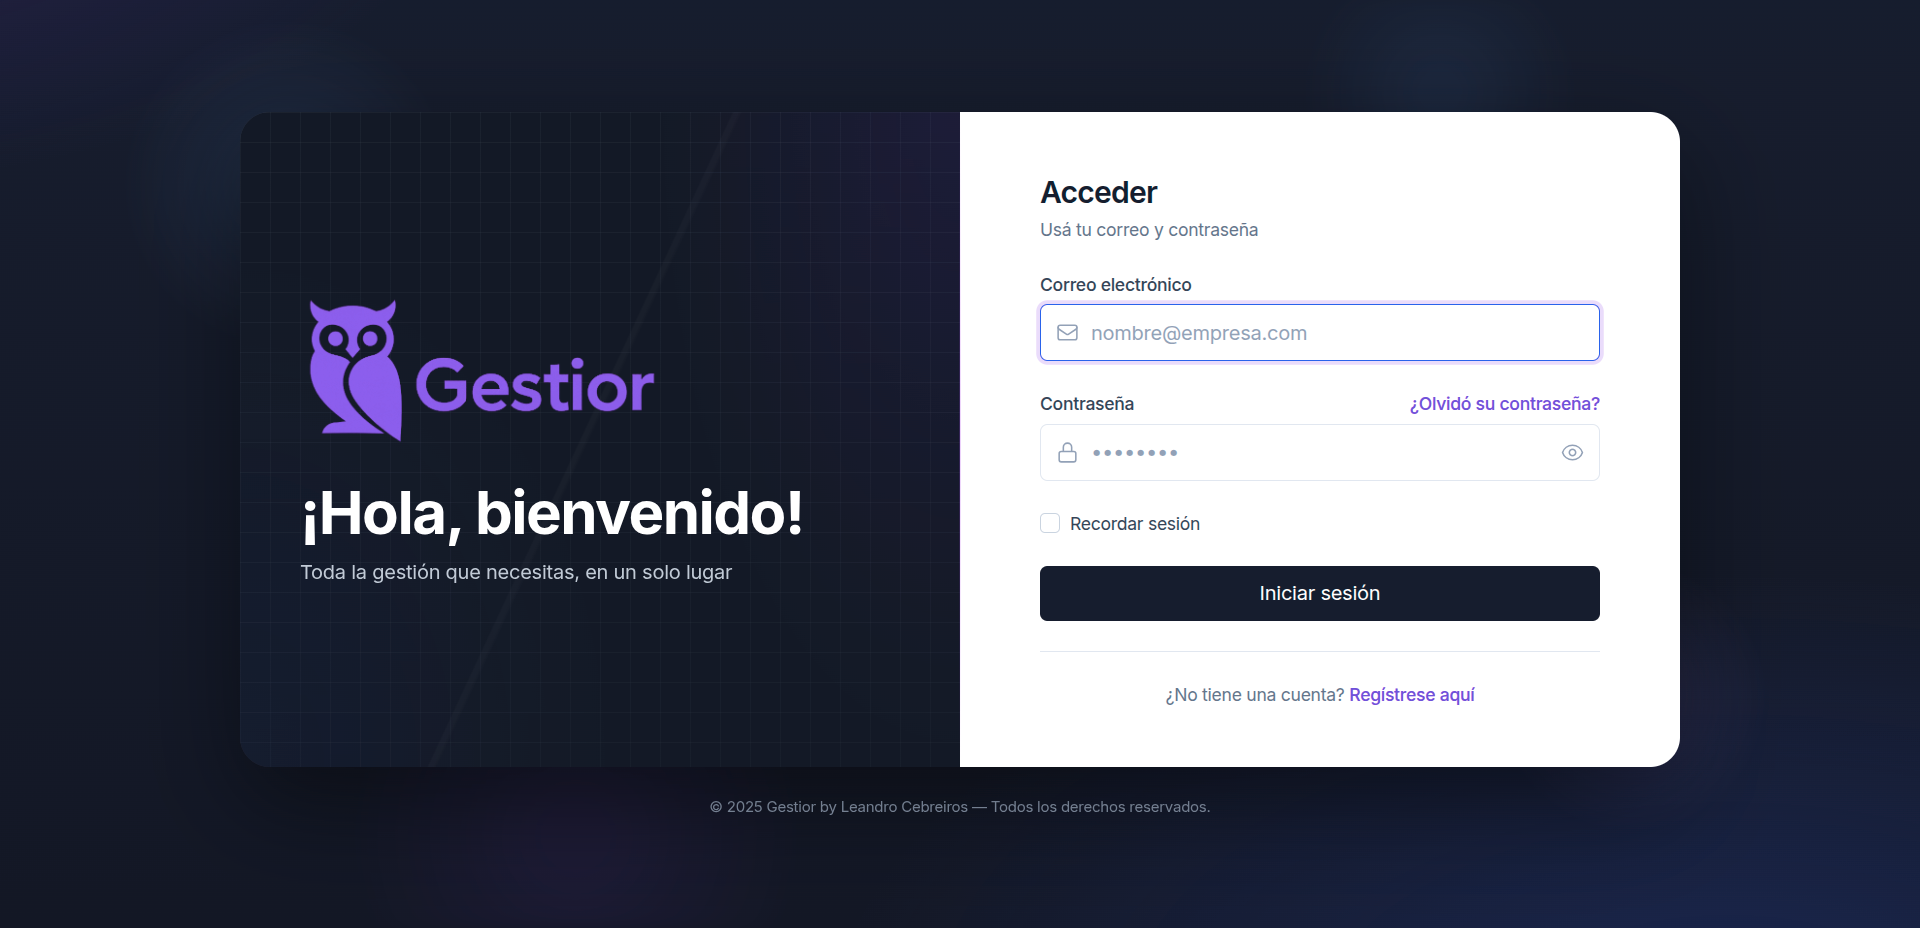 Gestior
¡Hola, bienvenido!
Toda la gestión que necesitas, en un solo lugar
Acceder
Usá tu correo y contraseña
Correo electrónico
nombre@empresa.com
Contraseña
¿Olvidó su contraseña?
••••••••
Recordar sesión
Iniciar sesión
¿No tiene una cuenta? Regístrese aquí
© 2025 Gestior by Leandro Cebreiros — Todos los derechos reservados.